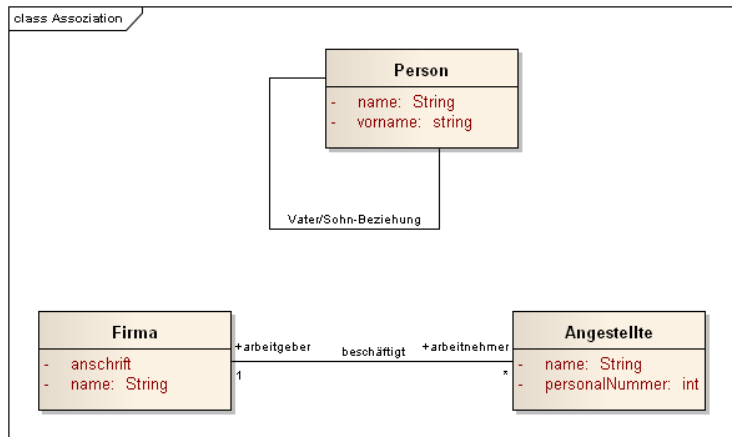 class Assoziation
Person
- name: String
- vorname: string
Vater/Sohn-Beziehung
Firma
- anschrift
- name: String
+arbeitgeber
1
beschäftigt
+arbeitnehmer
*
Angestellte
- name: String
- personalNummer: int